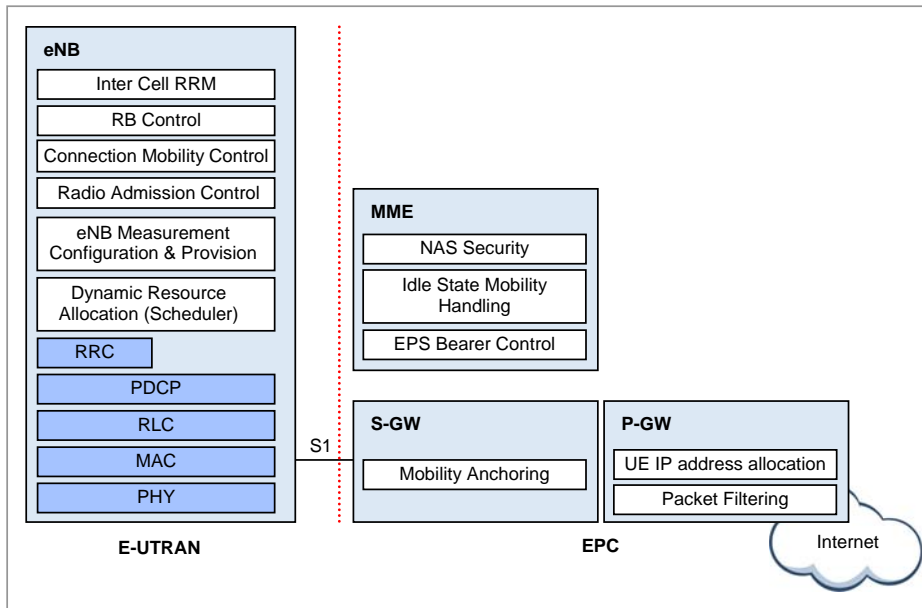 eNB
Inter Cell RRM
RB Control
Connection Mobility Control
Radio Admission Control
eNB Measurement
Configuration & Provision
Dynamic Resource
Allocation (Scheduler)
RRC
PDCP
RLC
MAC
PHY
S1
MME
NAS Security
Idle State Mobility
Handling
EPS Bearer Control
S-GW
Mobility Anchoring
P-GW
UE IP address allocation
Packet Filtering
Internet
E-UTRAN
EPC